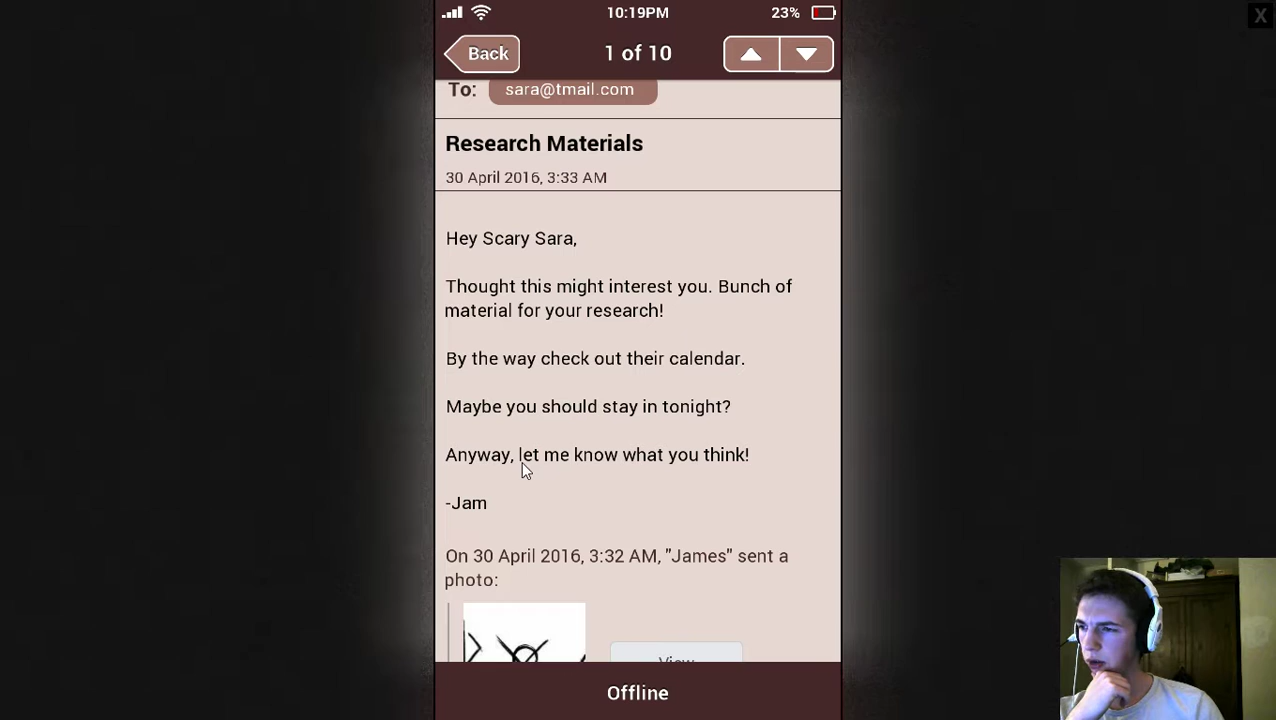 10:19PM
23%
X
Back
1 of 10
To: sara@tmail.com
Research Materials
30 April 2016, 3:33 AM
Hey Scary Sara,
Thought this might interest you. Bunch of
material for your research!
By the way check out their calendar.
Maybe you should stay in tonight?
Anyway, let me know what you think!
-Jam
On 30 April 2016, 3:32 AM, "James" sent a
photo:
View
Offline